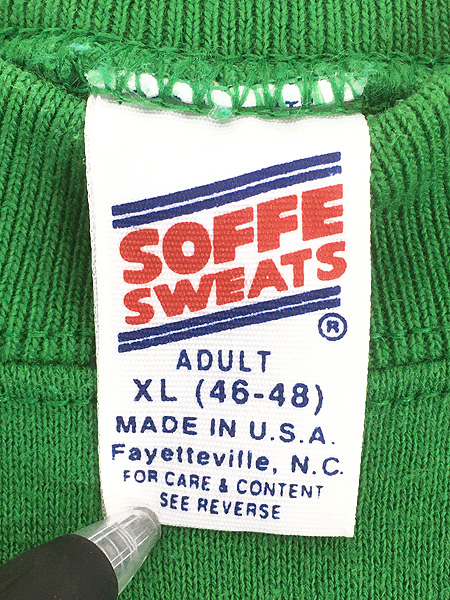 SOFFE
SWEATS
®
ADULT
XL (46-48)
MADE IN U.S.A.
Fayetteville, N.C.
FOR CARE & CONTENT
SEE REVERSE